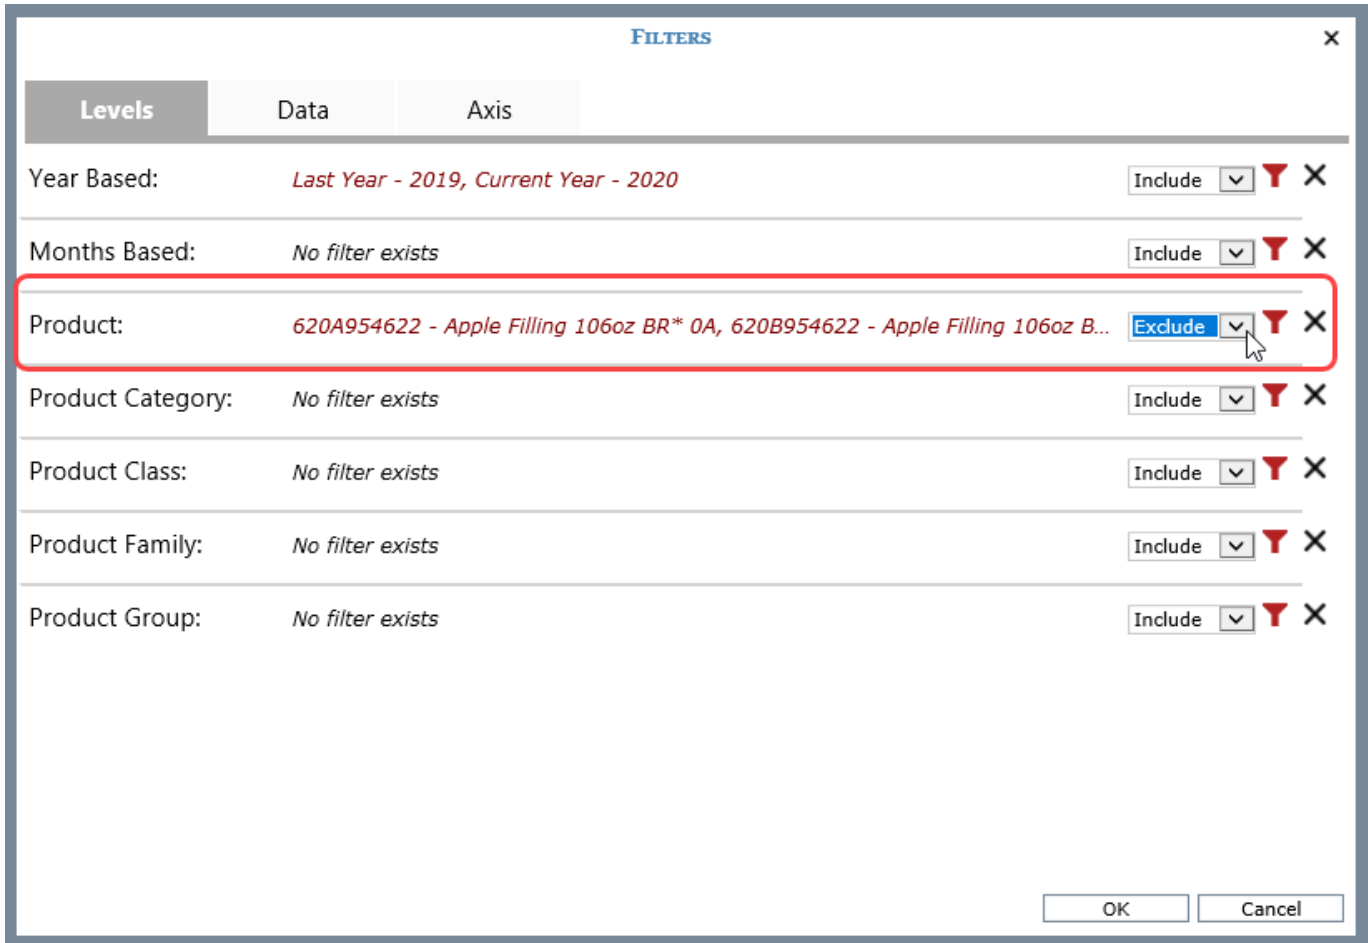 FILTERS
Levels Data Axis
Year Based: Last Year - 2019, Current Year - 2020 Include
Months Based: No filter exists Include
Product: 620A954622 - Apple Filling 106oz BR* 0A, 620B954622 - Apple Filling 106oz B... Exclude
Product Category: No filter exists Include
Product Class: No filter exists Include
Product Family: No filter exists Include
Product Group: No filter exists Include
OK Cancel